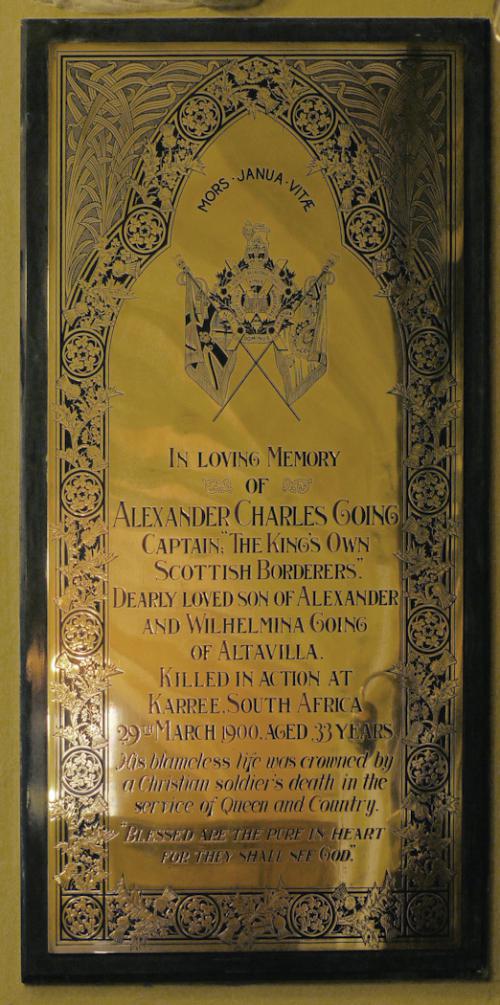 MORS · JANUA · VITÆ
IN LOVING MEMORY
OF
ALEXANDER CHARLES GOING
CAPTAIN, "THE KING'S OWN
SCOTTISH BORDERERS".
DEARLY LOVED SON OF ALEXANDER
AND WILHELMINA GOING
OF ALTAVILLA.
KILLED IN ACTION AT
KARREE, SOUTH AFRICA
29TH MARCH 1900. AGED 33 YEARS
His blameless life was crowned by
a Christian soldier's death in the
service of Queen and Country.
"BLESSED ARE THE PURE IN HEART
FOR THEY SHALL SEE GOD."